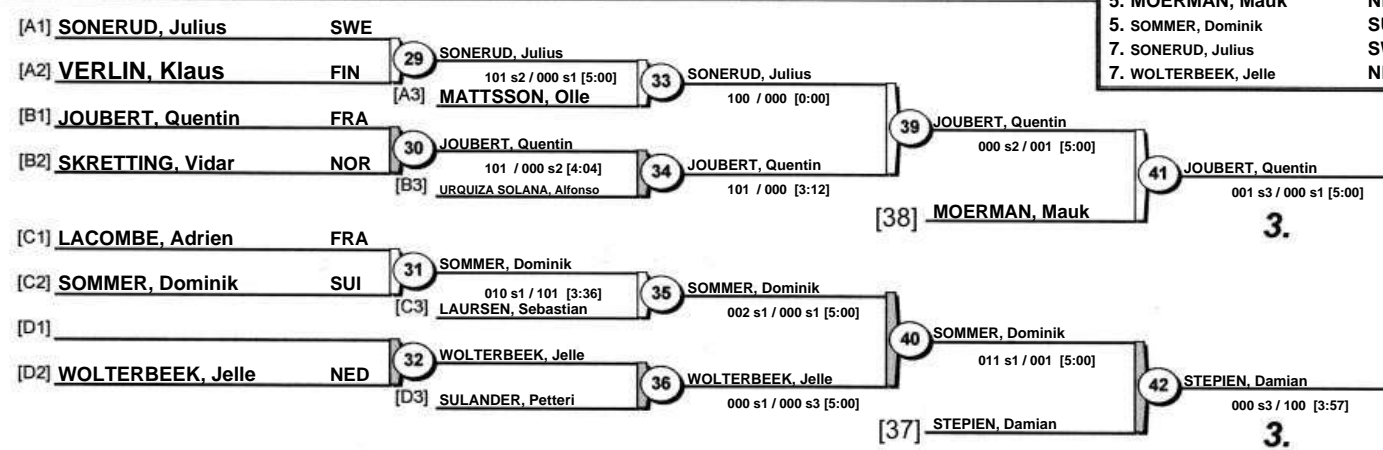 5. MOERMAN, Mauk
5. SOMMER, Dominik
7. SONERUD, Julius
7. WOLTERBEEK, Jelle
[A1] SONERUD, Julius SWE
29
SONERUD, Julius
101 s2 / 000 s1 [5:00]
[A2] VERLIN, Klaus FIN
[A3] MATTSSON, Olle
33
SONERUD, Julius
100 / 000 [0:00]
[B1] JOUBERT, Quentin FRA
30
JOUBERT, Quentin
101 / 000 s2 [4:04]
[B2] SKRETTING, Vidar NOR
[B3] URQUIZA SOLANA, Alfonso
34
JOUBERT, Quentin
101 / 000 [3:12]
39
JOUBERT, Quentin
000 s2 / 001 [5:00]
[38] MOERMAN, Mauk
41
JOUBERT, Quentin
001 s3 / 000 s1 [5:00]
3.
[C1] LACOMBE, Adrien FRA
31
SOMMER, Dominik
010 s1 / 101 [3:36]
[C2] SOMMER, Dominik SUI
[C3] LAURSEN, Sebastian
35
SOMMER, Dominik
002 s1 / 000 s1 [5:00]
[D1]
32
WOLTERBEEK, Jelle
[D2] WOLTERBEEK, Jelle NED
[D3] SULANDER, Petteri
36
WOLTERBEEK, Jelle
000 s1 / 000 s3 [5:00]
40
SOMMER, Dominik
011 s1 / 001 [5:00]
[37] STEPIEN, Damian
42
STEPIEN, Damian
000 s3 / 100 [3:57]
3.